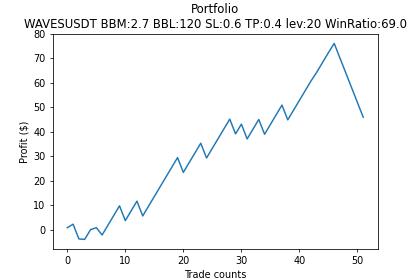 Portfolio
WAVESUSDT BBM:2.7 BBL:120 SL:0.6 TP:0.4 lev:20 WinRatio:69.0
80
70
60
50
40
30
20
10
0
Profit ($)
0 10 20 30 40 50
Trade counts